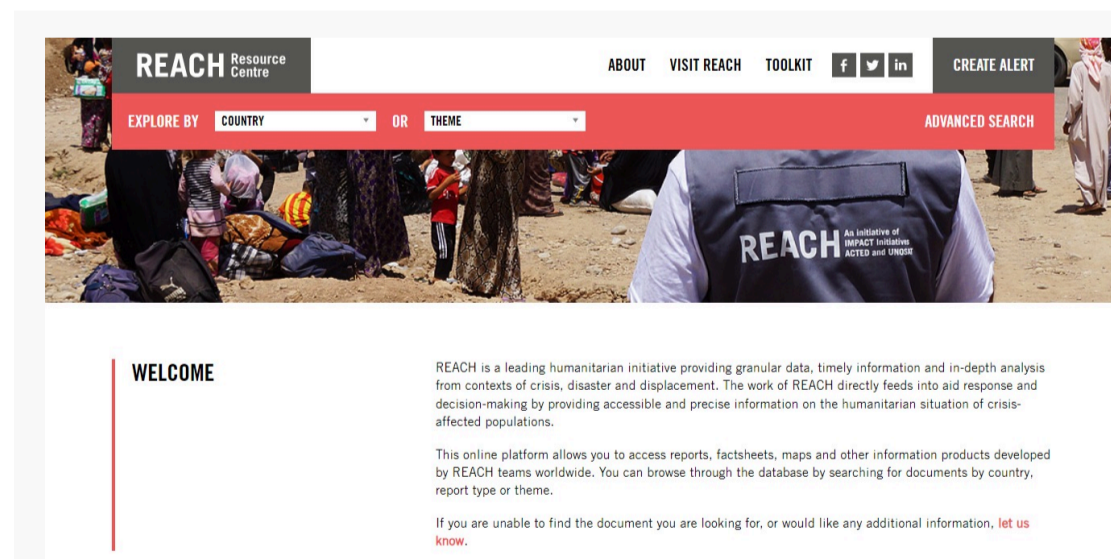 REACH Resource Centre
ABOUT VISIT REACH TOOLKIT f in CREATE ALERT
EXPLORE BY COUNTRY OR THEME ADVANCED SEARCH
REACH An initiative of
IMPACT Initiatives
ACTED and UNOSAT
WELCOME
REACH is a leading humanitarian initiative providing granular data, timely information and in-depth analysis
from contexts of crisis, disaster and displacement. The work of REACH directly feeds into aid response and
decision-making by providing accessible and precise information on the humanitarian situation of crisis-
affected populations.
This online platform allows you to access reports, factsheets, maps and other information products developed
by REACH teams worldwide. You can browse through the database by searching for documents by country,
report type or theme.
If you are unable to find the document you are looking for, or would like any additional information, let us
know.